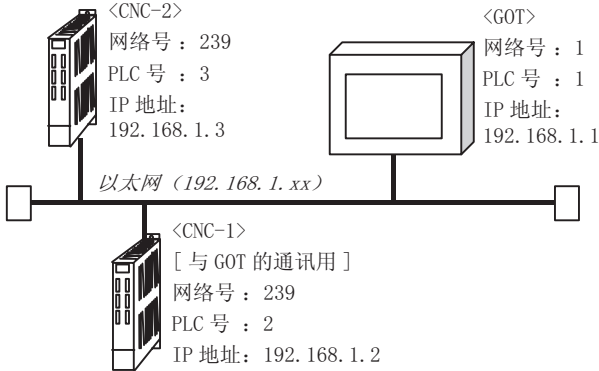 <CNC-2>
网络号 ：239
PLC 号 ：3
IP 地址：
192.168.1.3
<GOT>
网络号 ：1
PLC 号 ：1
IP 地址：
192.168.1.1
以太网（192.168.1.xx）
<CNC-1>
[ 与 GOT 的通讯用 ]
网络号 ：239
PLC 号 ：2
IP 地址：192.168.1.2